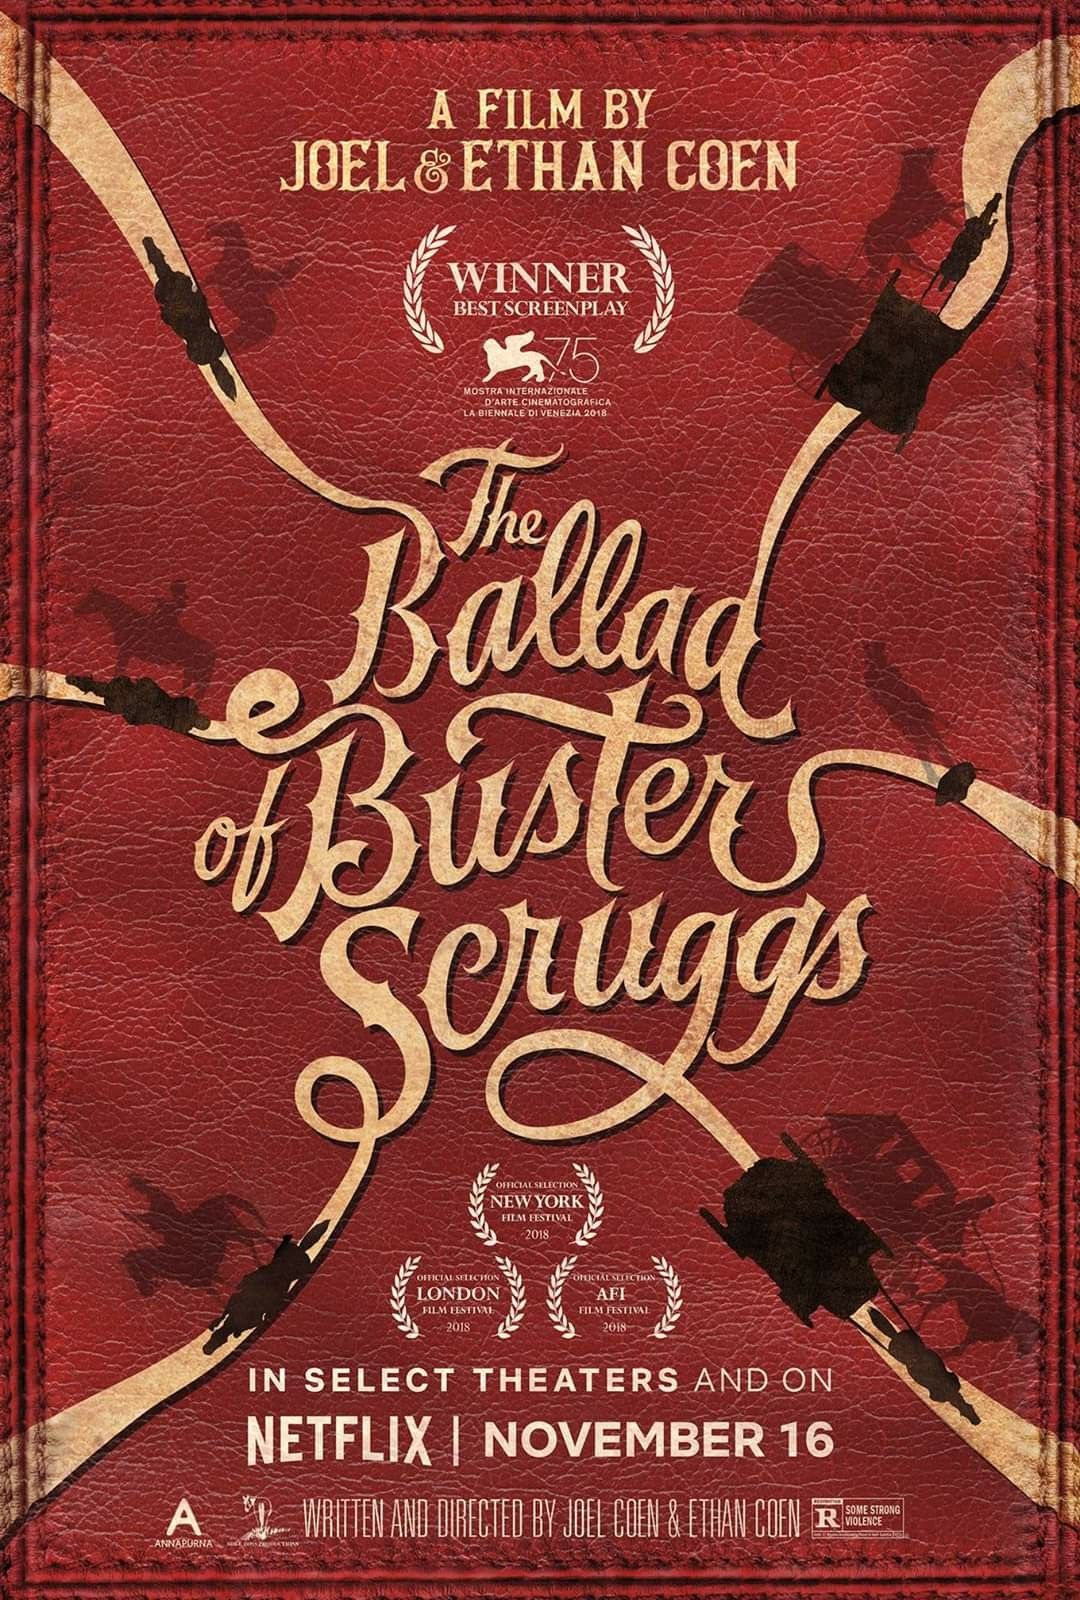 A FILM BY
JOEL & ETHAN COEN
WINNER
BEST SCREENPLAY
75
MOSTRA INTERNAZIONALE
D'ARTE CINEMATOGRAFICA
LA BIENNALE DI VENEZIA 2018
The
Ballad
of Buster
Scruggs
OFFICIAL SELECTION
NEW YORK
FILM FESTIVAL
2018
OFFICIAL SELECTION
LONDON
FILM FESTIVAL
2018
OFFICIAL SELECTION
AFI
FILM FESTIVAL
2018
IN SELECT THEATERS AND ON
NETFLIX | NOVEMBER 16
A
ANNAPURNA
WRITTEN AND DIRECTED BY JOEL COEN & ETHAN COEN
RESTRICTED
R
SOME STRONG
VIOLENCE